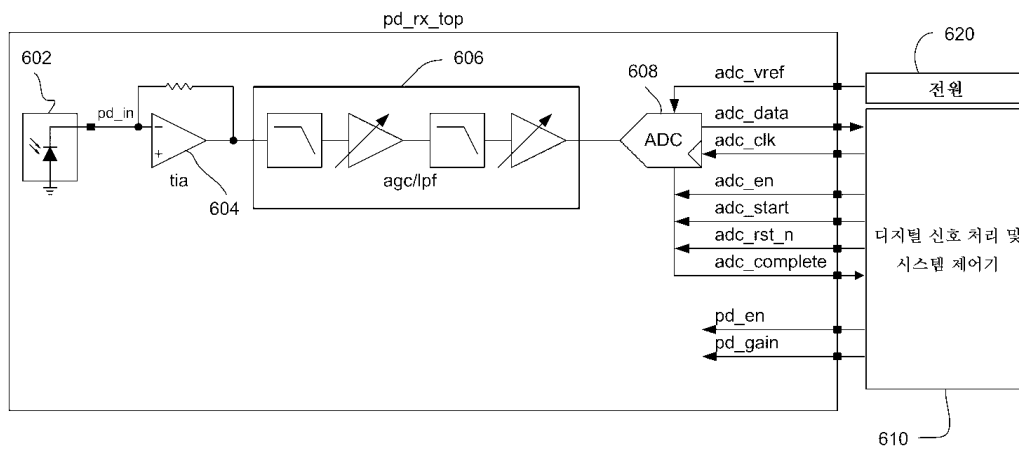 pd_rx_top
602
pd_in
−
+
tia
604
606
agc/lpf
608
ADC
adc_vref
adc_data
adc_clk
adc_en
adc_start
adc_rst_n
adc_complete
pd_en
pd_gain
620
전원
디지털 신호 처리 및
시스템 제어기
610